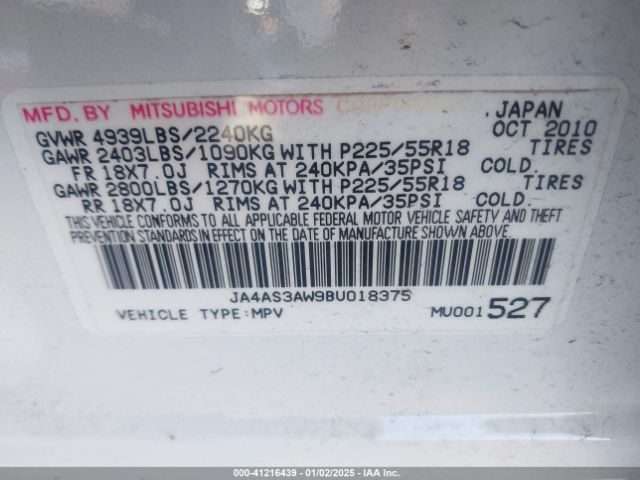 MFD. BY MITSUBISHI MOTORS CORPORATION, JAPAN
GVWR 4939LBS/2240KG OCT 2010
GAWR 2403LBS/1090KG WITH P225/55R18 TIRES
FR 18X7.0J RIMS AT 240KPA/35PSI COLD.
GAWR 2800LBS/1270KG WITH P225/55R18 TIRES
RR 18X7.0J RIMS AT 240KPA/35PSI COLD.
THIS VEHICLE CONFORMS TO ALL APPLICABLE FEDERAL MOTOR VEHICLE SAFETY AND THEFT
PREVENTION STANDARDS IN EFFECT ON THE DATE OF MANUFACTURE SHOWN ABOVE.
JA4AS3AW9BU018375
VEHICLE TYPE:MPV MU001527
000-41216439 - 01/02/2025 - IAA Inc.